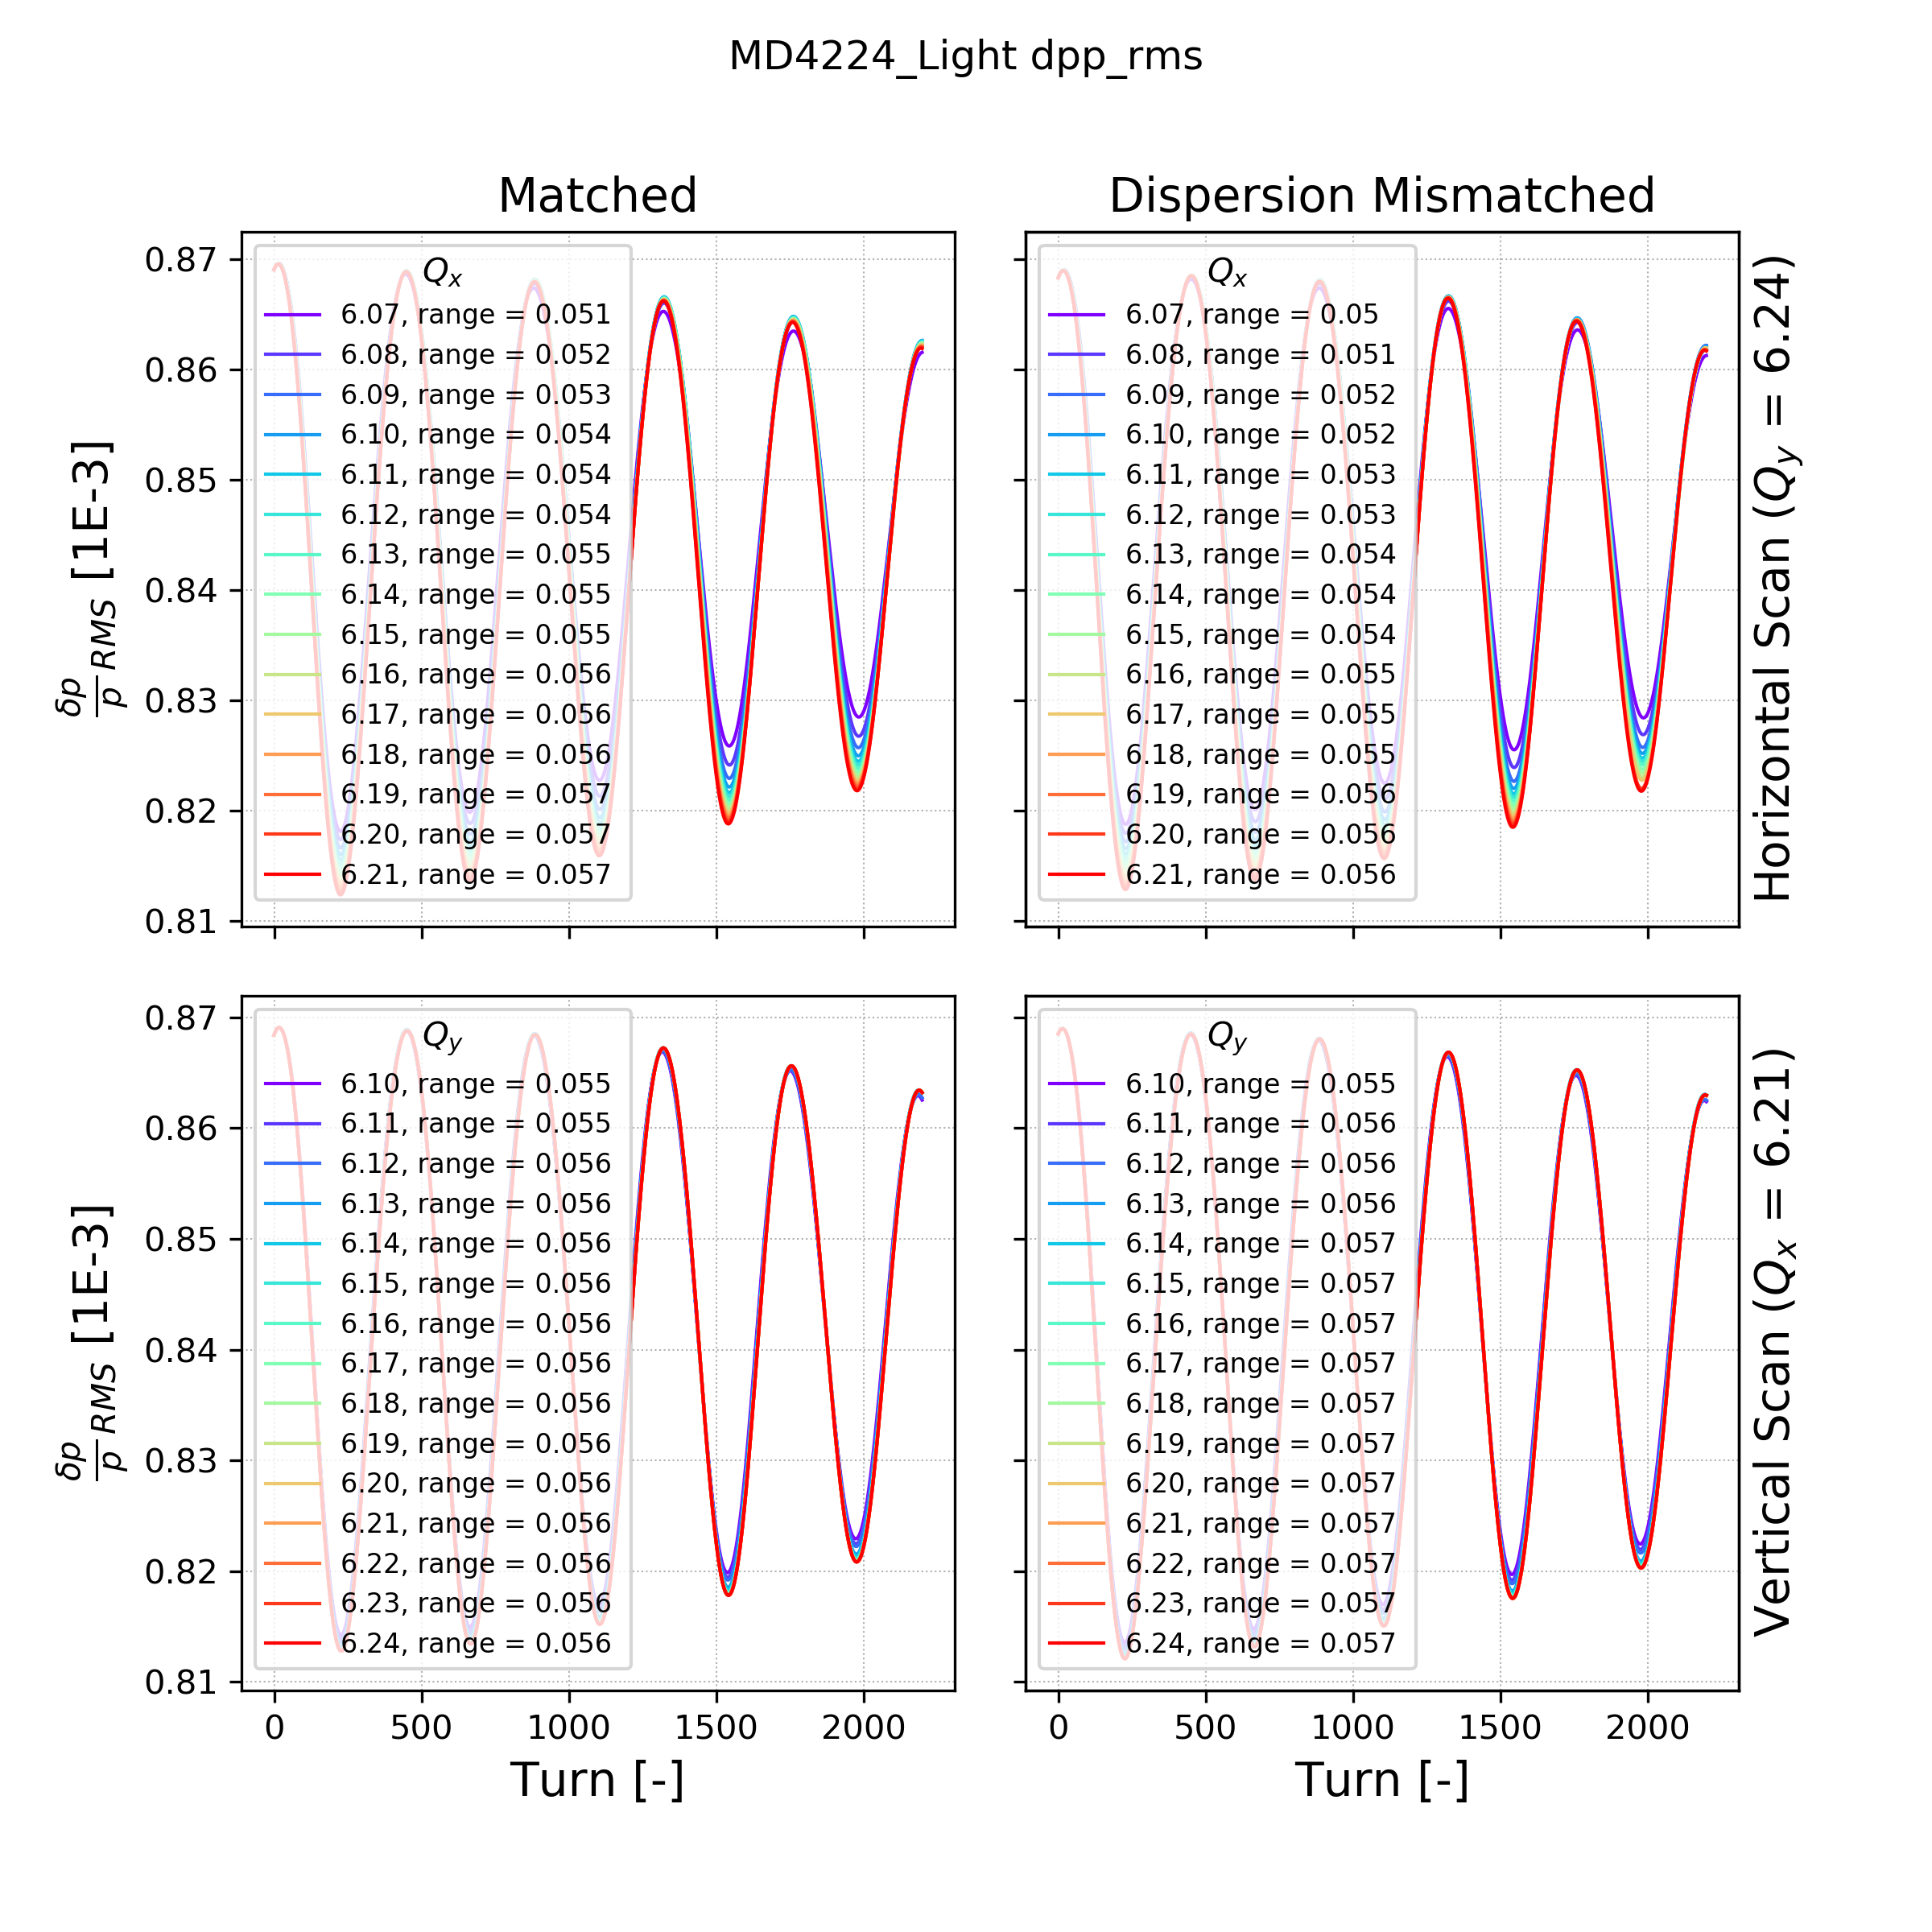 MD4224_Light dpp_rms
Matched
Dispersion Mismatched
δp/p RMS [1E-3]
0.87
0.86
0.85
0.84
0.83
0.82
0.81
Qx
6.07, range = 0.051
6.08, range = 0.052
6.09, range = 0.053
6.10, range = 0.054
6.11, range = 0.054
6.12, range = 0.054
6.13, range = 0.055
6.14, range = 0.055
6.15, range = 0.055
6.16, range = 0.056
6.17, range = 0.056
6.18, range = 0.056
6.19, range = 0.057
6.20, range = 0.057
6.21, range = 0.057
Qx
6.07, range = 0.05
6.08, range = 0.051
6.09, range = 0.052
6.10, range = 0.052
6.11, range = 0.053
6.12, range = 0.053
6.13, range = 0.054
6.14, range = 0.054
6.15, range = 0.054
6.16, range = 0.055
6.17, range = 0.055
6.18, range = 0.055
6.19, range = 0.056
6.20, range = 0.056
6.21, range = 0.056
Horizontal Scan (Qy = 6.24)
δp/p RMS [1E-3]
0.87
0.86
0.85
0.84
0.83
0.82
0.81
Qy
6.10, range = 0.055
6.11, range = 0.055
6.12, range = 0.056
6.13, range = 0.056
6.14, range = 0.056
6.15, range = 0.056
6.16, range = 0.056
6.17, range = 0.056
6.18, range = 0.056
6.19, range = 0.056
6.20, range = 0.056
6.21, range = 0.056
6.22, range = 0.056
6.23, range = 0.056
6.24, range = 0.056
Qy
6.10, range = 0.055
6.11, range = 0.056
6.12, range = 0.056
6.13, range = 0.056
6.14, range = 0.057
6.15, range = 0.057
6.16, range = 0.057
6.17, range = 0.057
6.18, range = 0.057
6.19, range = 0.057
6.20, range = 0.057
6.21, range = 0.057
6.22, range = 0.057
6.23, range = 0.057
6.24, range = 0.057
Vertical Scan (Qx = 6.21)
0 500 1000 1500 2000
0 500 1000 1500 2000
Turn [-]
Turn [-]